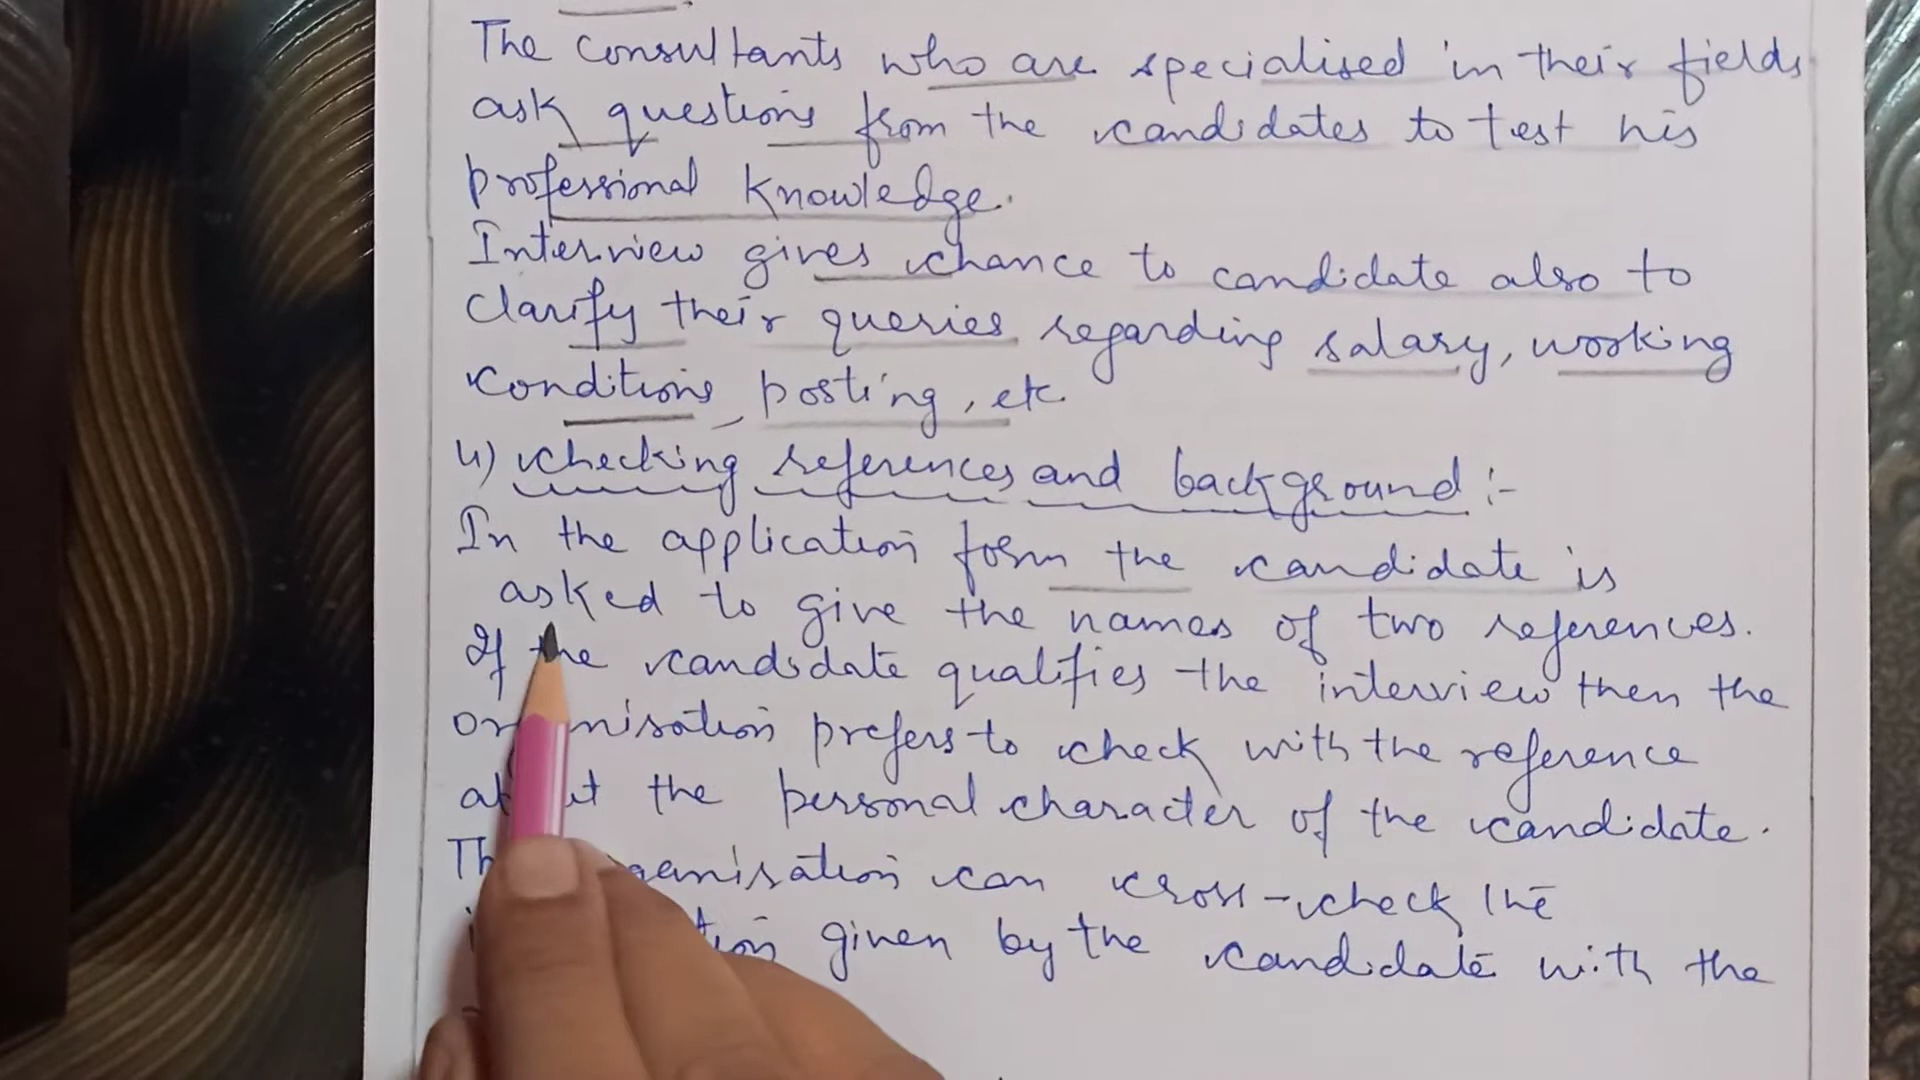 The consultants who are specialised in their fields
ask questions from the candidates to test his
professional knowledge.
Interview gives chance to candidate also to
clarify their queries regarding salary, working
conditions, posting, etc.
4) checking references and background :-
In the application form the candidate is
asked to give the names of two references.
If the candidate qualifies the interview then the
prefers to check with the reference
the personal character of the candidate.
can cross-check the
given by the candidate with the